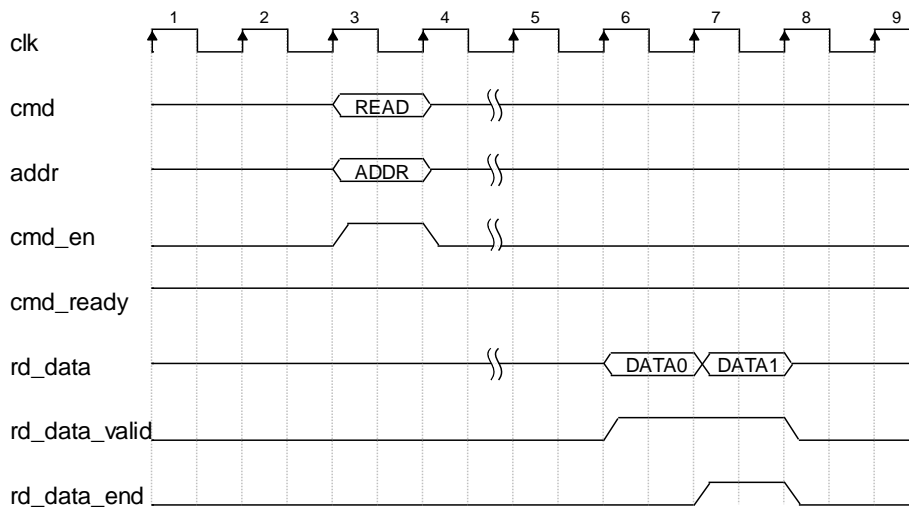 1 2 3 4 5 6 7 8 9
clk
cmd READ
addr ADDR
cmd_en
cmd_ready
rd_data DATA0 DATA1
rd_data_valid
rd_data_end